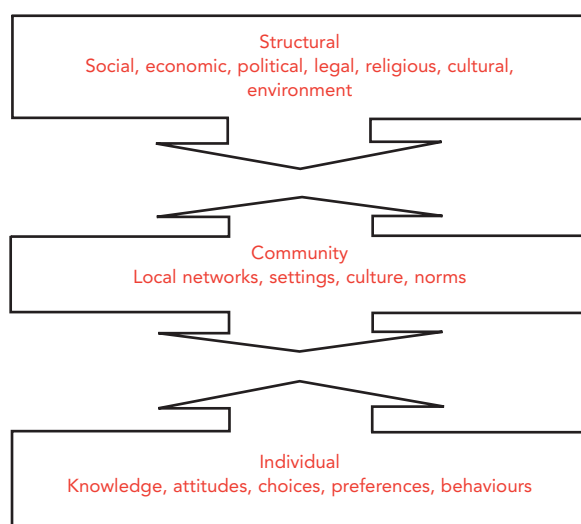 Structural
Social, economic, political, legal, religious, cultural,
environment
Community
Local networks, settings, culture, norms
Individual
Knowledge, attitudes, choices, preferences, behaviours